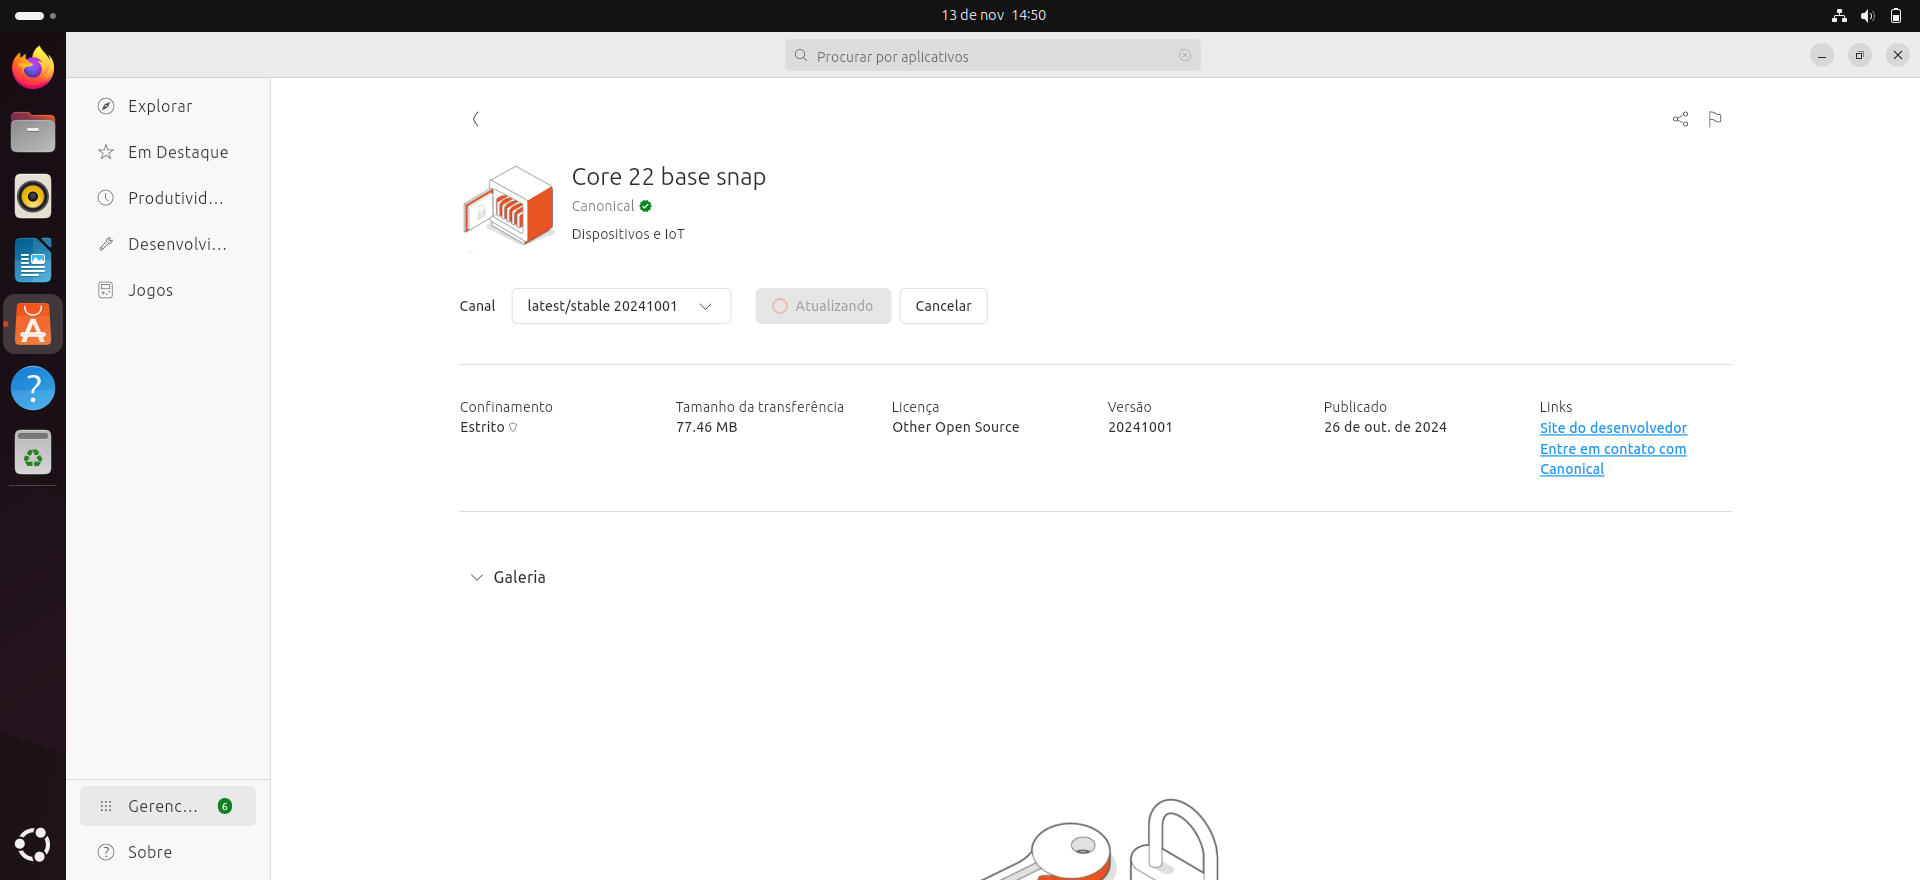 13 de nov 14:50
Procurar por aplicativos
Explorar
Em Destaque
Produtivid...
Desenvolvi...
Jogos
Core 22 base snap
Canonical
Dispositivos e IoT
Canal
latest/stable 20241001
Atualizando
Cancelar
Confinamento
Estrito
Tamanho da transferência
77.46 MB
Licença
Other Open Source
Versão
20241001
Publicado
26 de out. de 2024
Links
Site do desenvolvedor
Entre em contato com
Canonical
Galeria
Gerenc... 6
Sobre